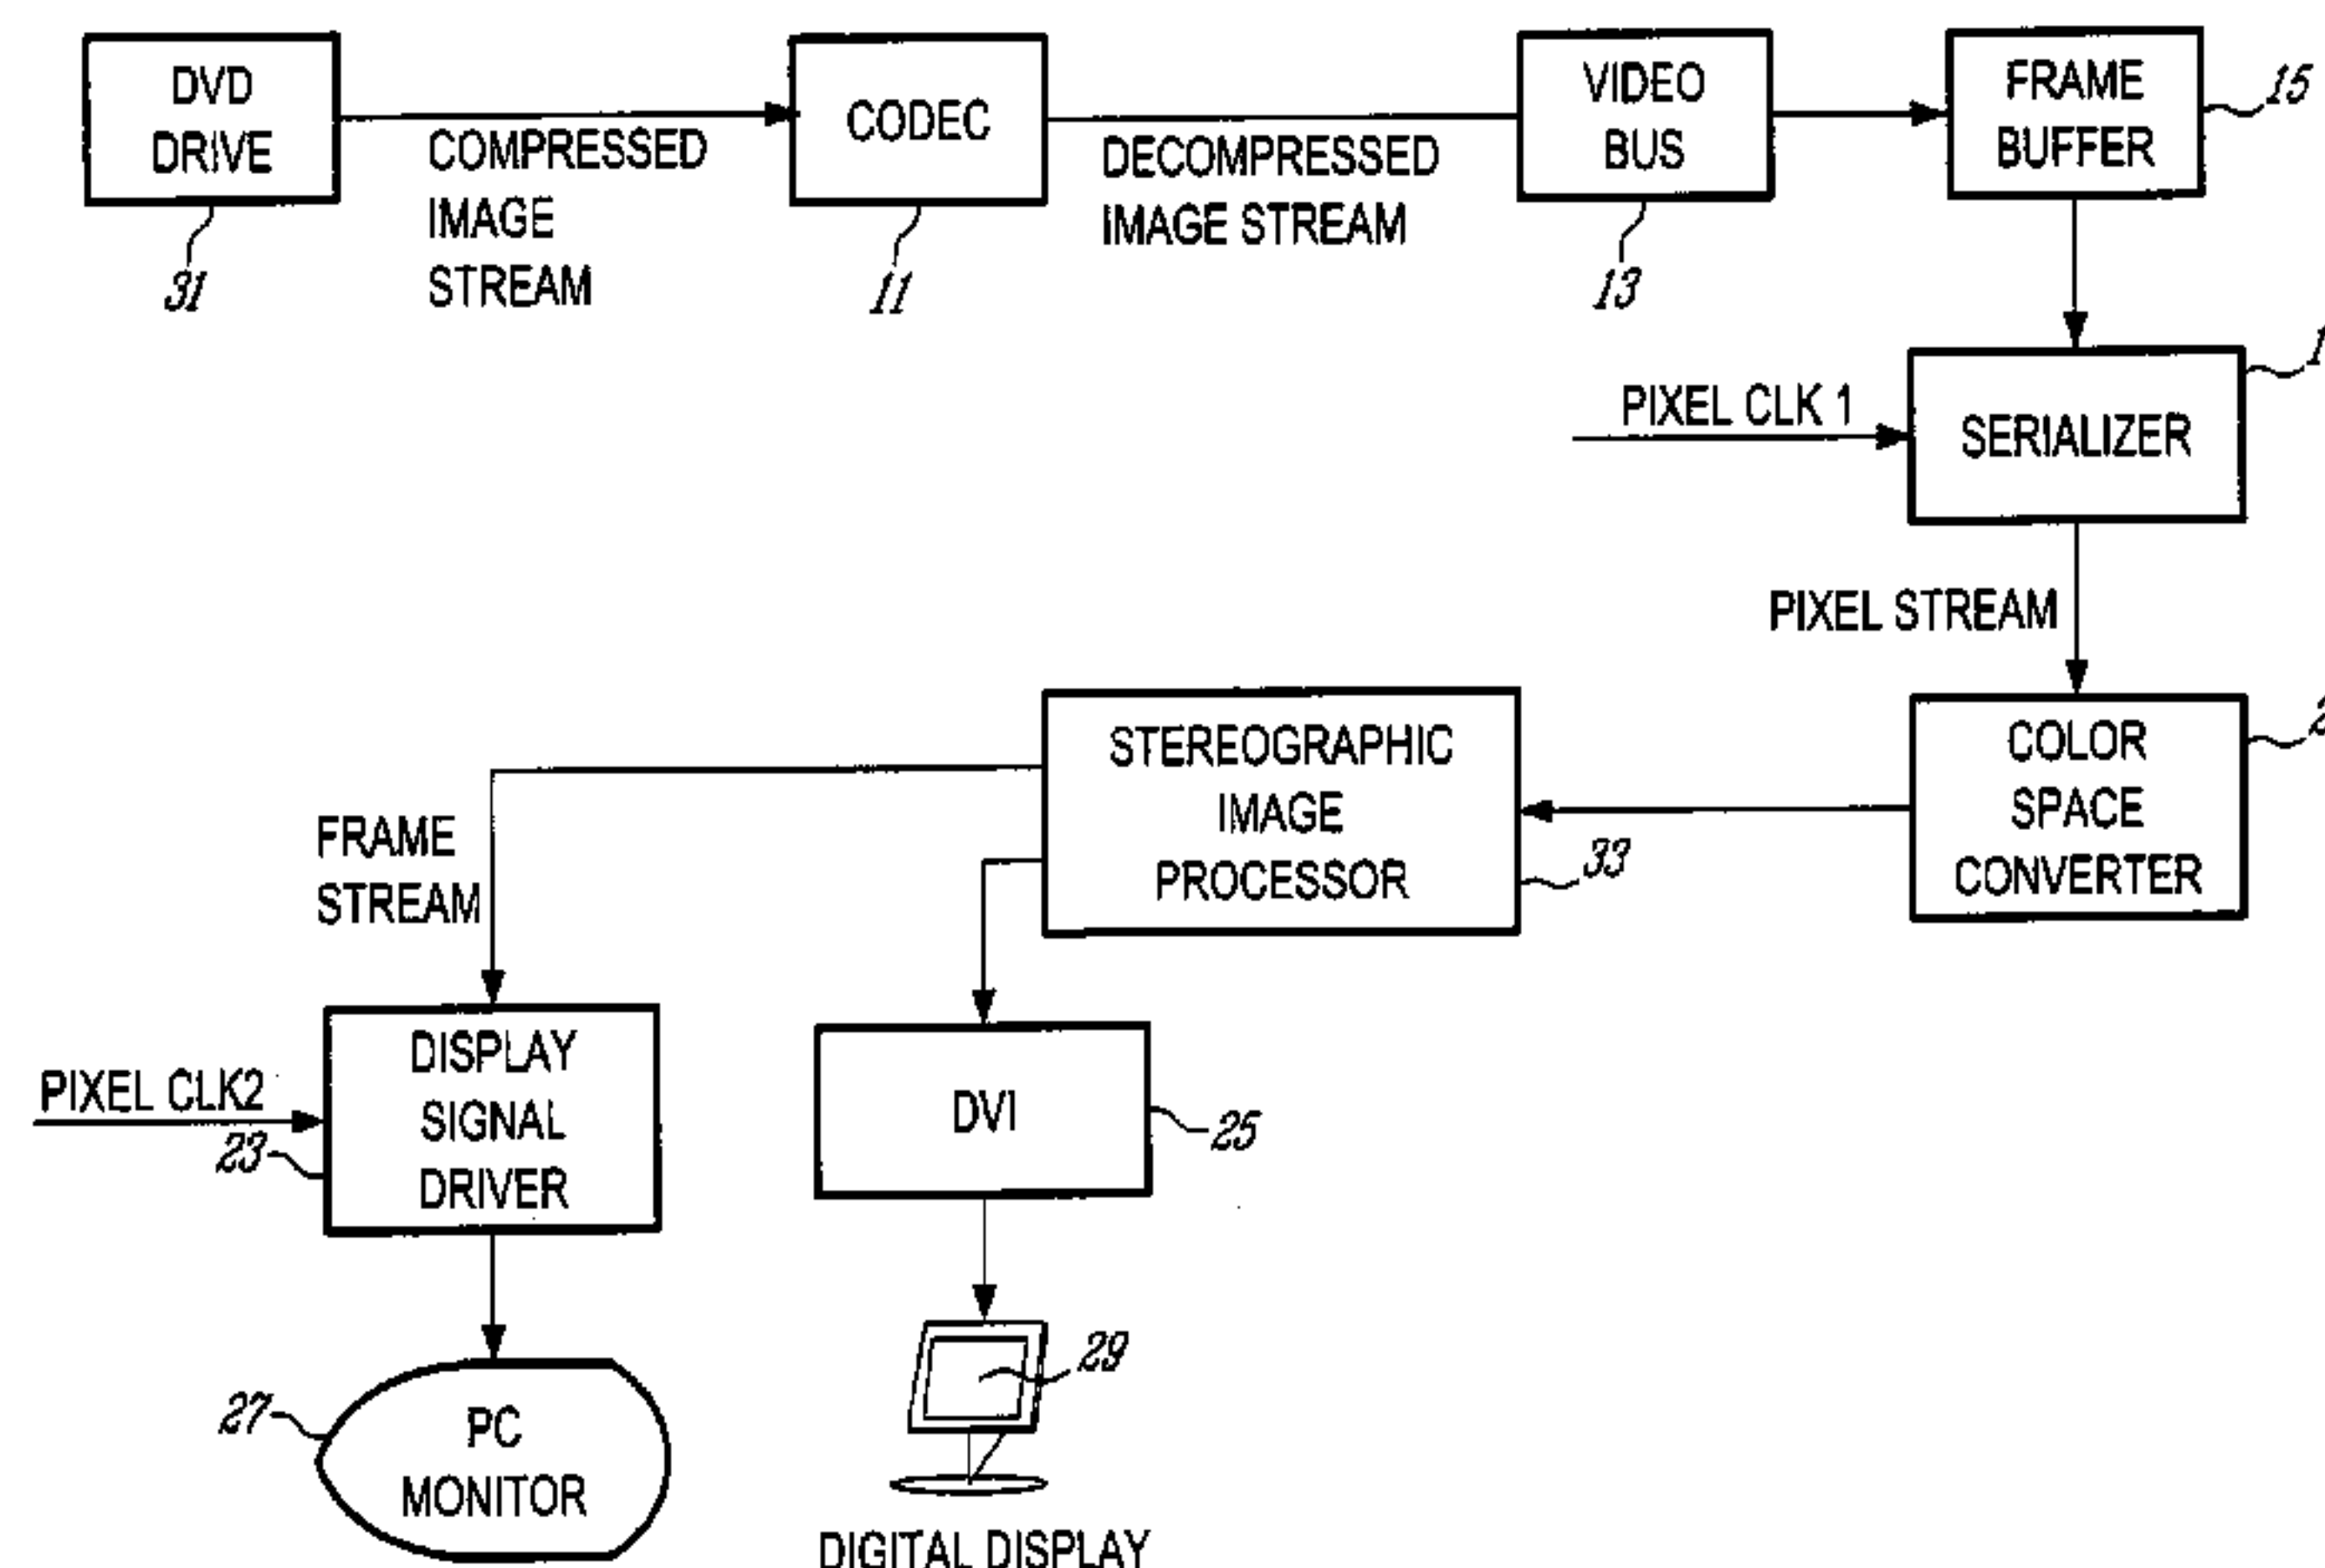 DVD
DRIVE
31
COMPRESSED
IMAGE
STREAM
CODEC
11
DECOMPRESSED
IMAGE STREAM
VIDEO
BUS
13
FRAME
BUFFER
15
PIXEL CLK 1
SERIALIZER
PIXEL STREAM
COLOR
SPACE
CONVERTER
STEREOGRAPHIC
IMAGE
PROCESSOR
33
FRAME
STREAM
PIXEL CLK2
23
DISPLAY
SIGNAL
DRIVER
DVI
25
27
PC
MONITOR
29
DIGITAL DISPLAY